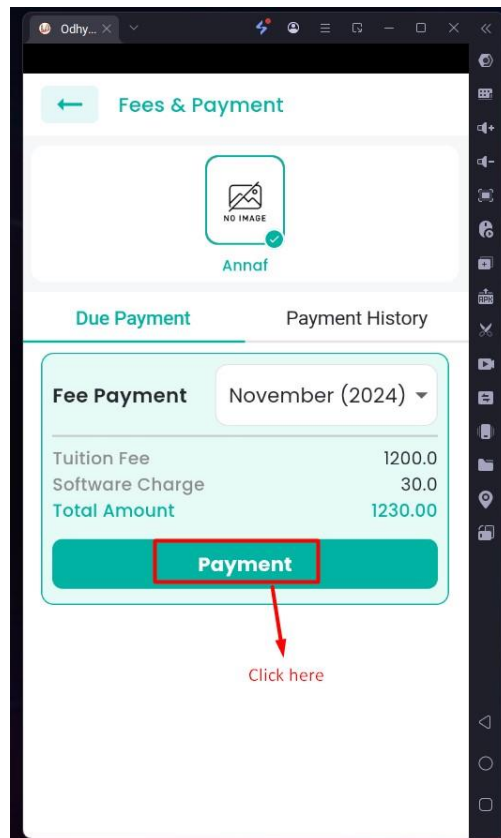 Odhy...
Fees & Payment
NO IMAGE
Annaf
Due Payment Payment History
Fee Payment November (2024)
Tuition Fee 1200.0
Software Charge 30.0
Total Amount 1230.00
Payment
Click here
APK